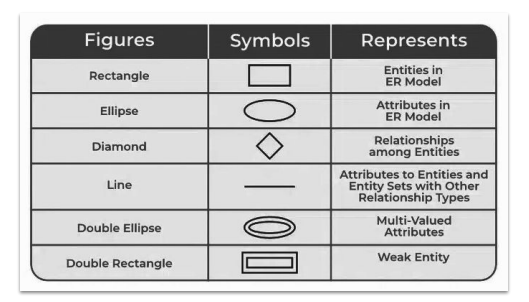 Figures Symbols Represents
Rectangle
Entities in
ER Model
Ellipse
Attributes in
ER Model
Diamond
Relationships
among Entities
Line
Attributes to Entities and
Entity Sets with Other
Relationship Types
Double Ellipse
Multi-Valued
Attributes
Double Rectangle
Weak Entity